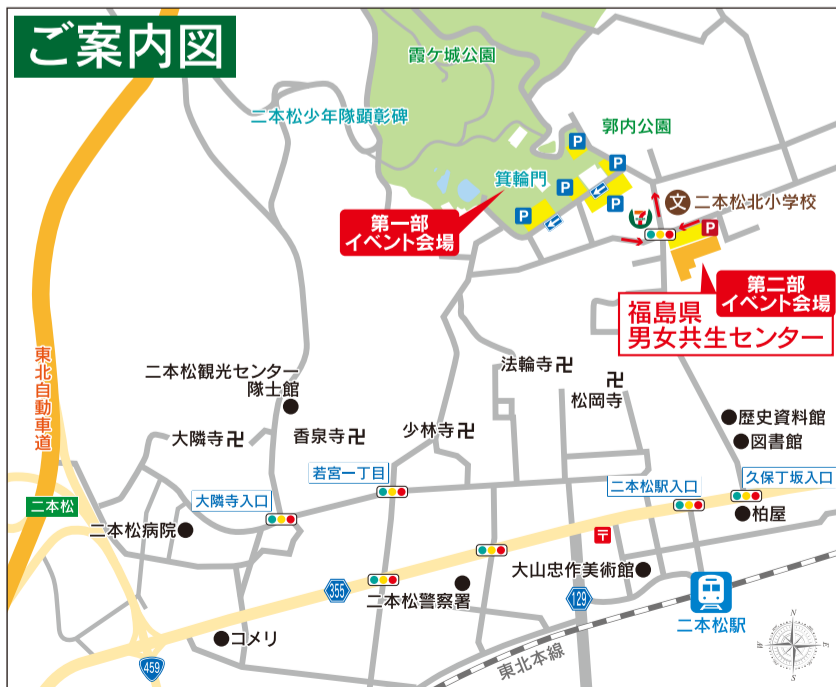 ご案内図
霞ケ城公園
二本松少年隊顕彰碑
郭内公園
P
箕輪門
P
P
P
P
文
二本松北小学校
第一部
イベント会場
7
P
第二部
イベント会場
福島県
男女共生センター
東北自動車道
二本松観光センター
隊士館
法輪寺卍
卍
松岡寺
大隣寺卍
香泉寺卍
少林寺卍
歴史資料館
図書館
若宮一丁目
二本松駅入口
久保丁坂入口
大隣寺入口
二本松
二本松病院
柏屋
〒
大山忠作美術館
355
二本松警察署
129
二本松駅
コメリ
459
東北本線
N
W
E
S